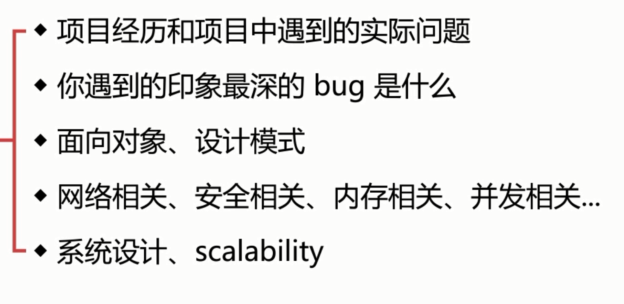 ◆ 项目经历和项目中遇到的实际问题
◆ 你遇到的印象最深的 bug 是什么
◆ 面向对象、设计模式
◆ 网络相关、安全相关、内存相关、并发相关...
◆ 系统设计、scalability